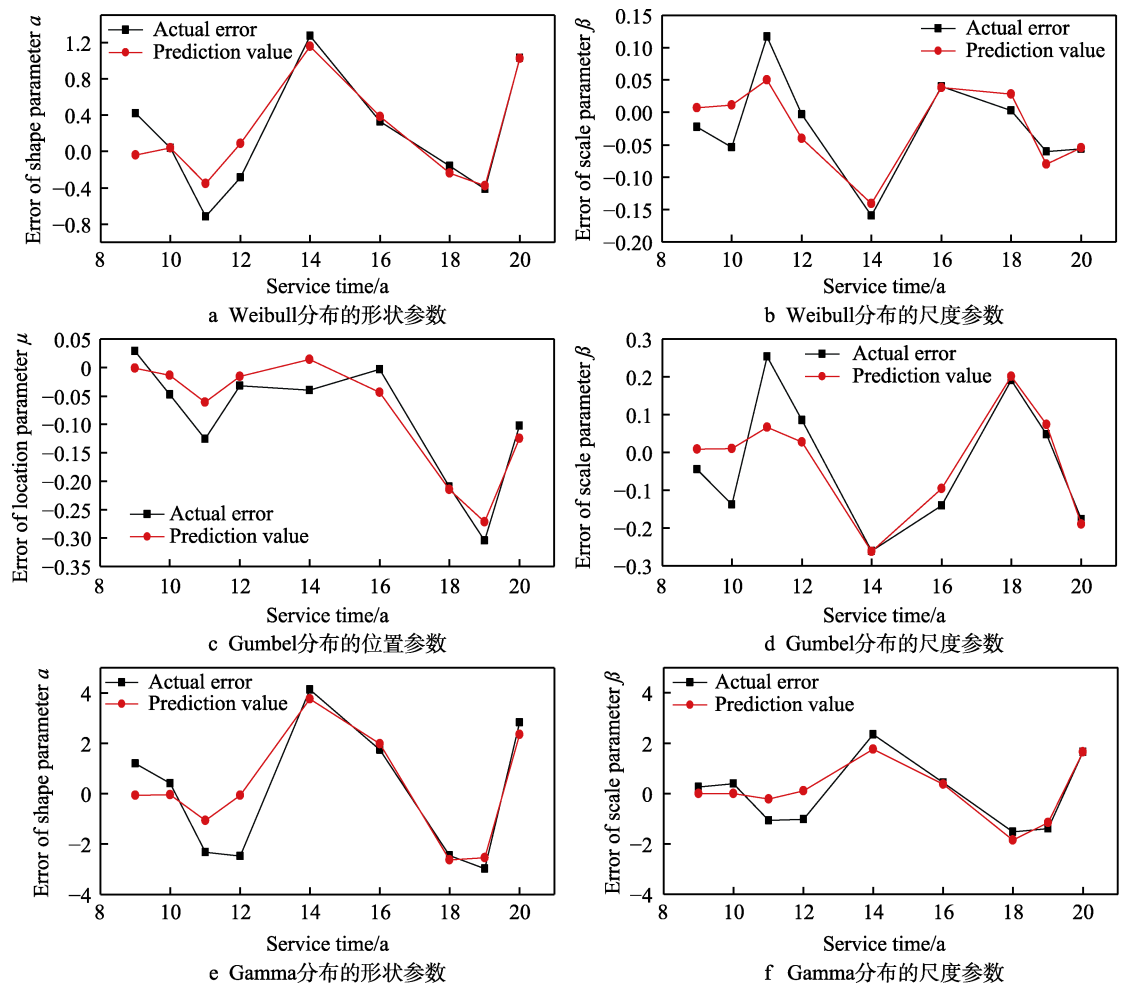 Error of shape parameter α
1.2
0.8
0.4
0.0
−0.4
−0.8
Actual error
Prediction value
8 10 12 14 16 18 20
Service time/a
a Weibull分布的形状参数
Error of scale parameter β
0.15
0.10
0.05
0.00
−0.05
−0.10
−0.15
−0.20
Actual error
Prediction value
8 10 12 14 16 18 20
Service time/a
b Weibull分布的尺度参数
Error of location parameter μ
0.05
0
−0.05
−0.10
−0.15
−0.20
−0.25
−0.30
−0.35
Actual error
Prediction value
8 10 12 14 16 18 20
Service time/a
c Gumbel分布的位置参数
Error of scale parameter β
0.3
0.2
0.1
0.0
−0.1
−0.2
−0.3
Actual error
Prediction value
8 10 12 14 16 18 20
Service time/a
d Gumbel分布的尺度参数
Error of shape parameter α
4
2
0
−2
−4
Actual error
Prediction value
8 10 12 14 16 18 20
Service time/a
e Gamma分布的形状参数
Error of scale parameter β
4
2
0
−2
−4
Actual error
Prediction value
8 10 12 14 16 18 20
Service time/a
f Gamma分布的尺度参数